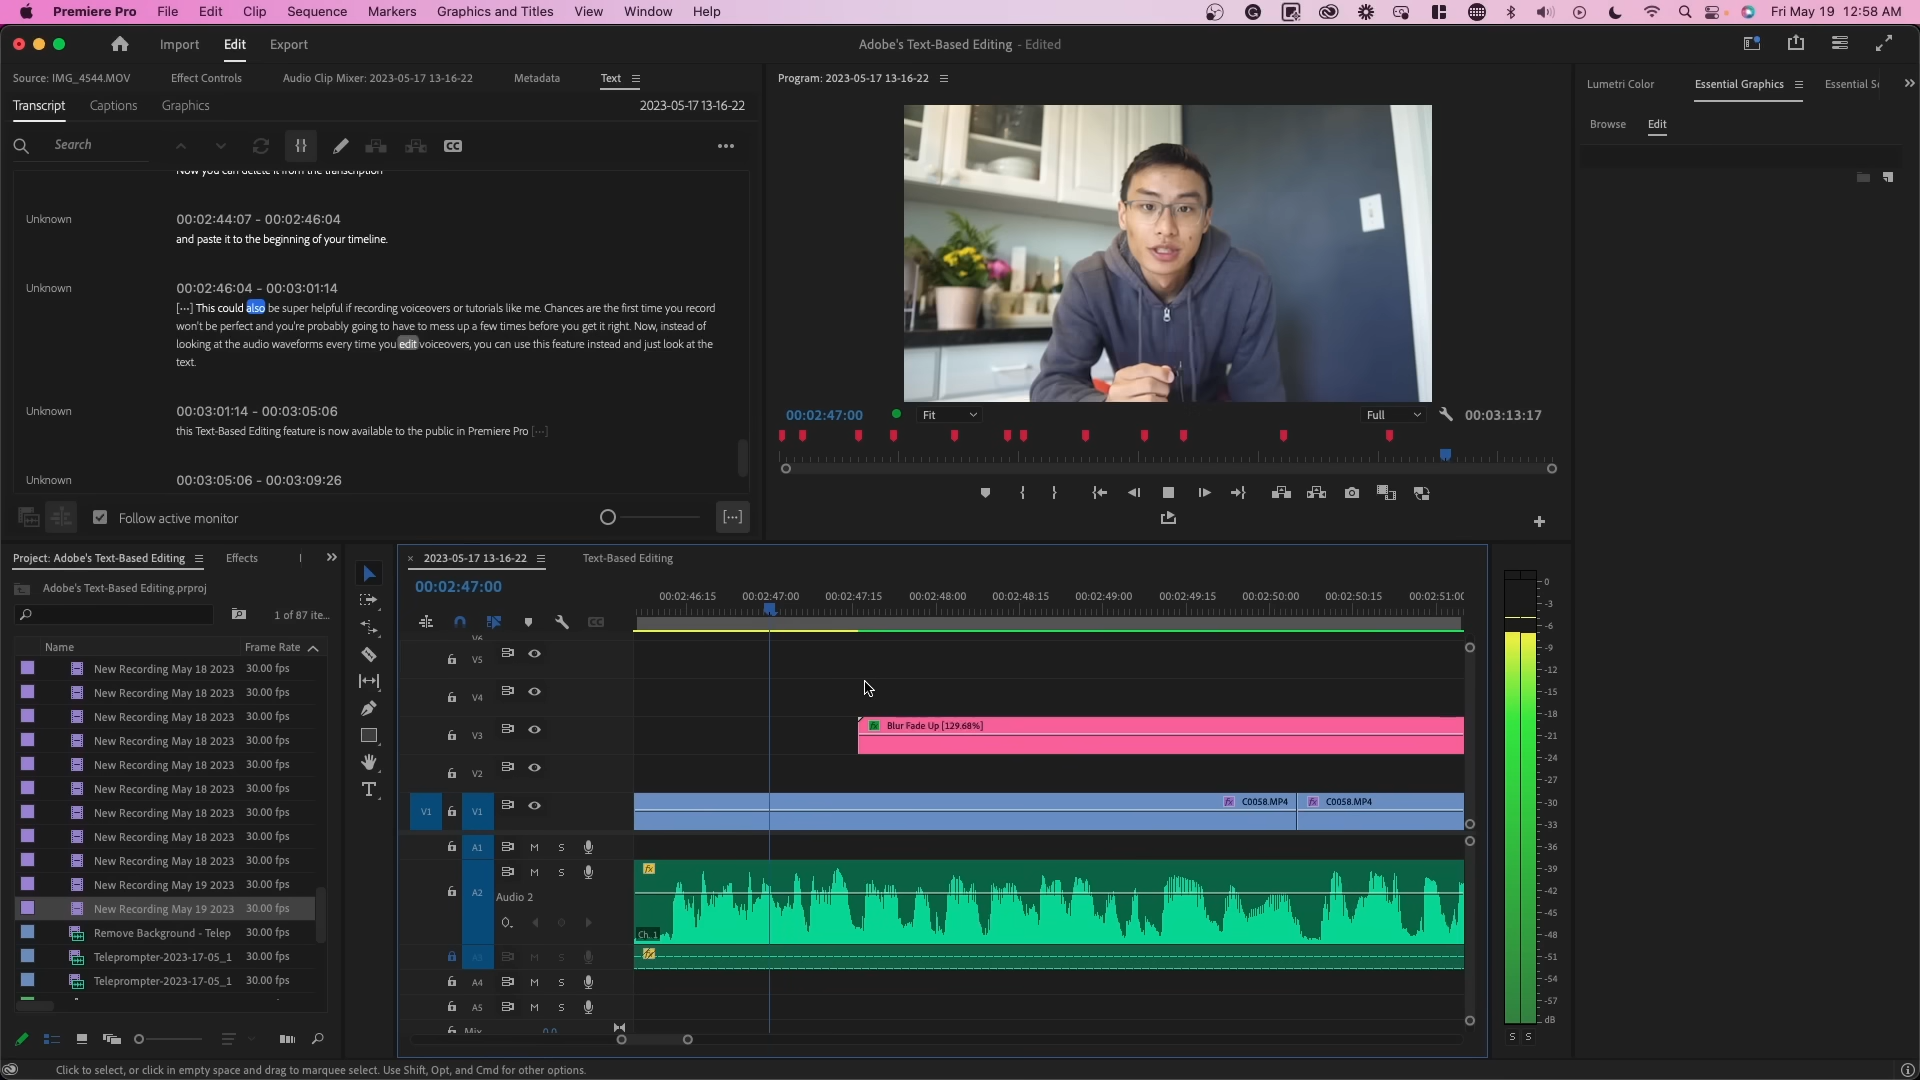 Premiere Pro File Edit Clip Sequence Markers Graphics and Titles View Window Help Fri May 19 12:58 AM
Import Edit Export Adobe's Text-Based Editing - Edited
Source: IMG_4544.MOV Effect Controls Audio Clip Mixer: 2023-05-17 13-16-22 Metadata Text
Program: 2023-05-17 13-16-22
Lumetri Color Essential Graphics
Transcript Captions Graphics 2023-05-17 13-16-22
Browse Edit
Search
CC
Now you can delete it from the transcription
Unknown 00:02:44:07 - 00:02:46:04
and paste it to the beginning of your timeline.
Unknown 00:02:46:04 - 00:03:01:14
[···] This could also be super helpful if recording voiceovers or tutorials like me. Chances are the first time you record
won't be perfect and you're probably going to have to mess up a few times before you get it right. Now, instead of
looking at the audio waveforms every time you edit voiceovers, you can use this feature instead and just look at the
text.
Unknown 00:03:01:14 - 00:03:05:06
this Text-Based Editing feature is now available to the public in Premiere Pro [···]
Unknown 00:03:05:06 - 00:03:09:26
Follow active monitor [···]
00:02:47:00 Fit Full 00:03:13:17
Project: Adobe's Text-Based Editing Effects
Adobe's Text-Based Editing.prproj
1 of 87 ite...
Name Frame Rate
New Recording May 18 2023 30.00 fps
New Recording May 18 2023 30.00 fps
New Recording May 18 2023 30.00 fps
New Recording May 18 2023 30.00 fps
New Recording May 18 2023 30.00 fps
New Recording May 18 2023 30.00 fps
New Recording May 18 2023 30.00 fps
New Recording May 18 2023 30.00 fps
New Recording May 18 2023 30.00 fps
New Recording May 19 2023 30.00 fps
New Recording May 19 2023 30.00 fps
Remove Background - Telep 30.00 fps
Teleprompter-2023-17-05_1 30.00 fps
Teleprompter-2023-17-05_1 30.00 fps
2023-05-17 13-16-22 Text-Based Editing
00:02:47:00
00:02:46:15 00:02:47:00 00:02:47:15 00:02:48:00 00:02:48:15 00:02:49:00 00:02:49:15 00:02:50:00 00:02:50:15 00:02:51:00
CC
V6
V5
V4
V3 fx Blur Fade Up [129.68%]
V2
V1 V1 fx C0058.MP4 fx C0058.MP4
A1 M S
A2 M S fx
Audio 2
Ch. 1
A3 M S fx
A4 M S
A5 M S
Mix 0.0
0
-3
-6
-9
-12
-15
-18
-21
-24
-27
-30
-33
-36
-39
-42
-45
-48
-51
-54
-57
dB
S S
Click to select, or click in empty space and drag to marquee select. Use Shift, Opt, and Cmd for other options.